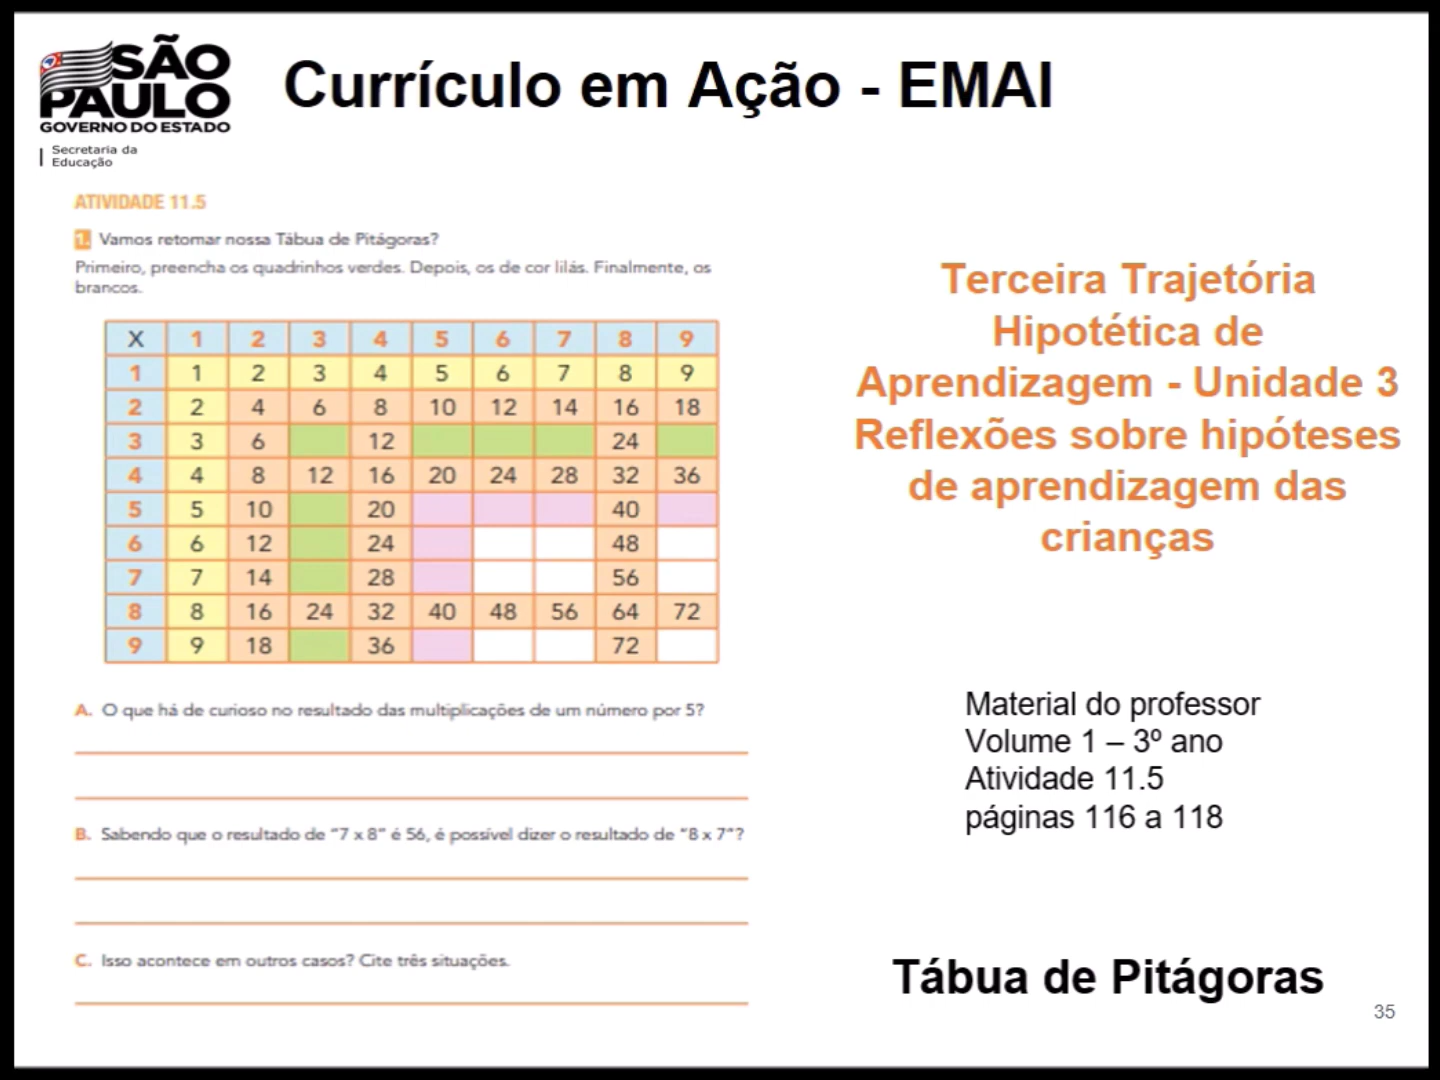 SÃO
PAULO
GOVERNO DO ESTADO
Secretaria da
Educação
Currículo em Ação - EMAI
ATIVIDADE 11.5
1. Vamos retomar nossa Tábua de Pitágoras?
Primeiro, preencha os quadrinhos verdes. Depois, os de cor lilás. Finalmente, os
brancos.
X 1 2 3 4 5 6 7 8 9
1 1 2 3 4 5 6 7 8 9
2 2 4 6 8 10 12 14 16 18
3 3 6 12 24
4 4 8 12 16 20 24 28 32 36
5 5 10 20 40
6 6 12 24 48
7 7 14 28 56
8 8 16 24 32 40 48 56 64 72
9 9 18 36 72
A. O que há de curioso no resultado das multiplicações de um número por 5?
B. Sabendo que o resultado de "7 x 8" é 56, é possível dizer o resultado de "8 x 7"?
C. Isso acontece em outros casos? Cite três situações.
Terceira Trajetória
Hipotética de
Aprendizagem - Unidade 3
Reflexões sobre hipóteses
de aprendizagem das
crianças
Material do professor
Volume 1 – 3º ano
Atividade 11.5
páginas 116 a 118
Tábua de Pitágoras
35